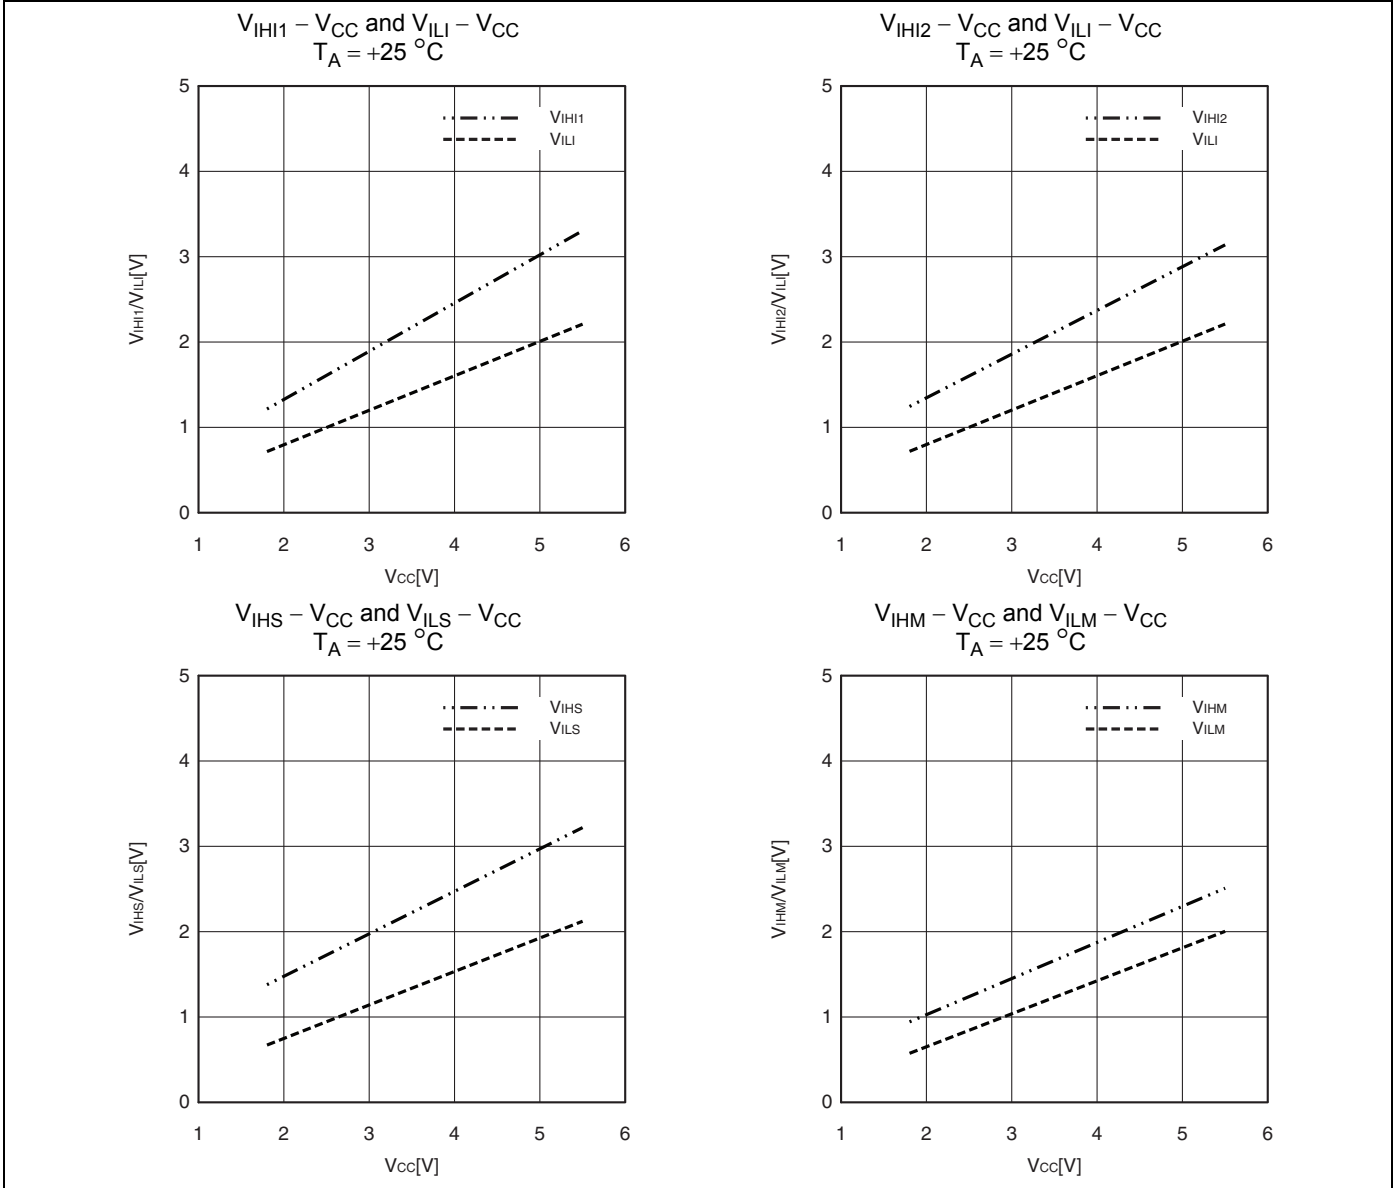 VIHI1 − VCC and VILI − VCC
TA = +25 °C
5
4
3
2
1
0
VIHI1/VILI[V]
VIHI1
VILI
1 2 3 4 5 6
VCC[V]
VIHI2 − VCC and VILI − VCC
TA = +25 °C
5
4
3
2
1
0
VIHI2/VILI[V]
VIHI2
VILI
1 2 3 4 5 6
VCC[V]
VIHS − VCC and VILS − VCC
TA = +25 °C
5
4
3
2
1
0
VIHS/VILS[V]
VIHS
VILS
1 2 3 4 5 6
VCC[V]
VIHM − VCC and VILM − VCC
TA = +25 °C
5
4
3
2
1
0
VIHM/VILM[V]
VIHM
VILM
1 2 3 4 5 6
VCC[V]